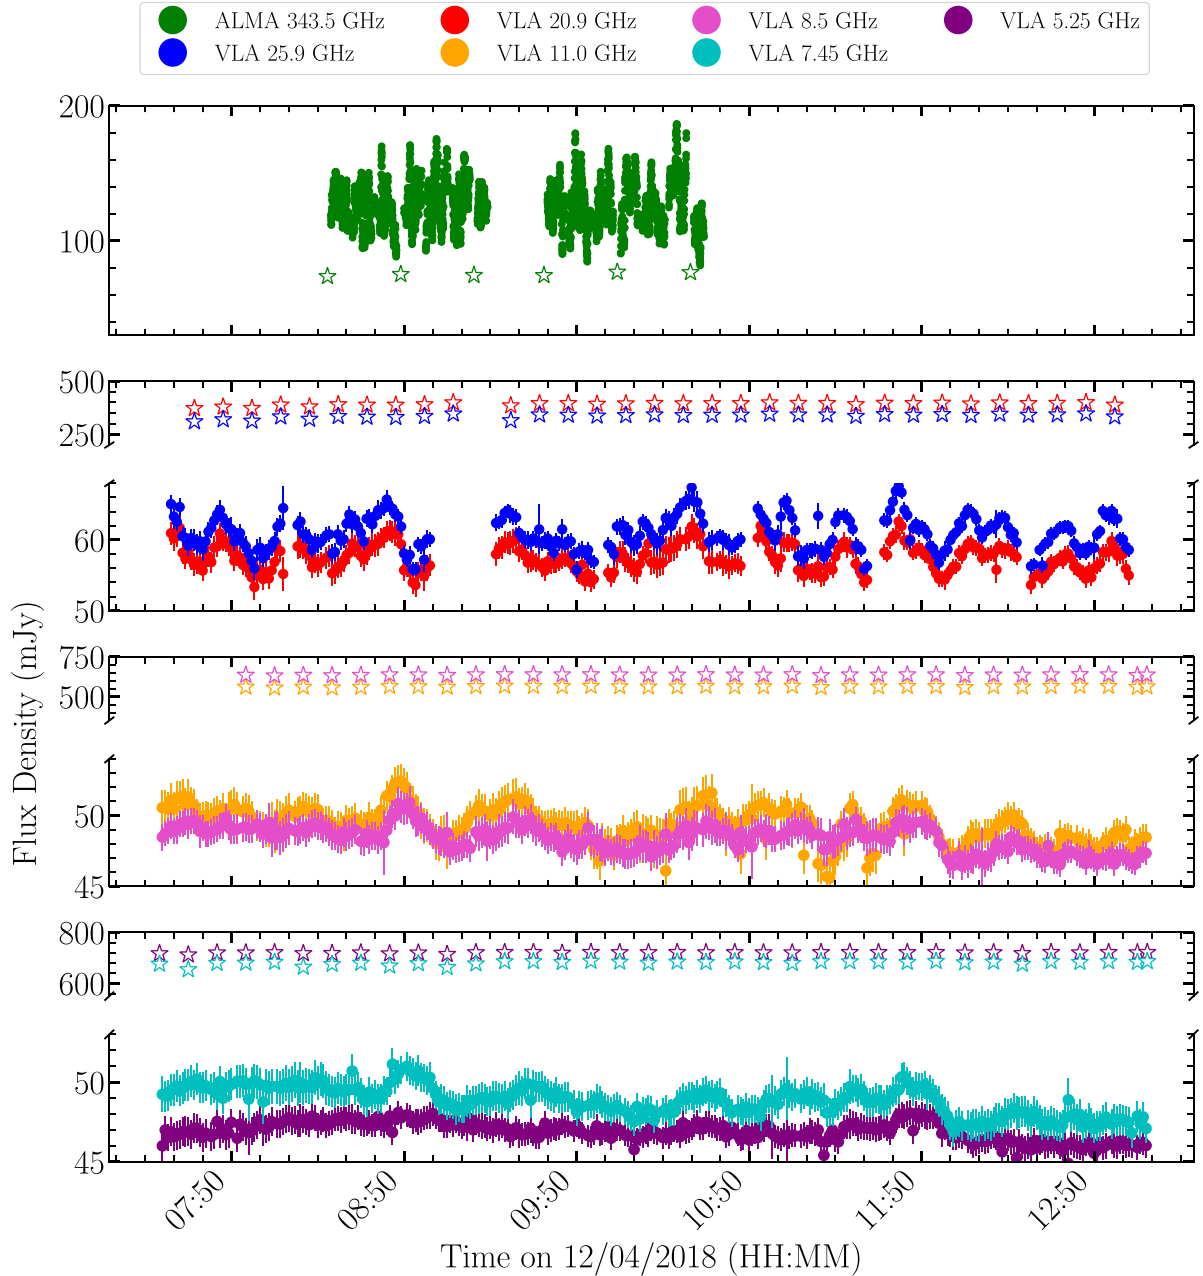 ALMA 343.5 GHz VLA 20.9 GHz VLA 8.5 GHz VLA 5.25 GHz
VLA 25.9 GHz VLA 11.0 GHz VLA 7.45 GHz
200
100
500
250
60
50
750
500
50
45
800
600
50
45
Flux Density (mJy)
07:50 08:50 09:50 10:50 11:50 12:50
Time on 12/04/2018 (HH:MM)